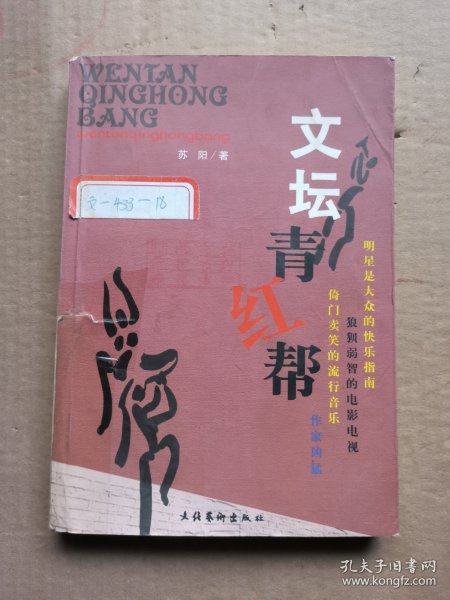 WENTAN
QINGHONG
BANG
wentanqinghongbang
苏 阳/著
文坛
青
红
帮
明星是大众的快乐指南
狼狈弱智的电影电视
倚门卖笑的流行音乐
作家凶猛
文化艺术出版社
孔夫子旧书网
www.kongfz.com